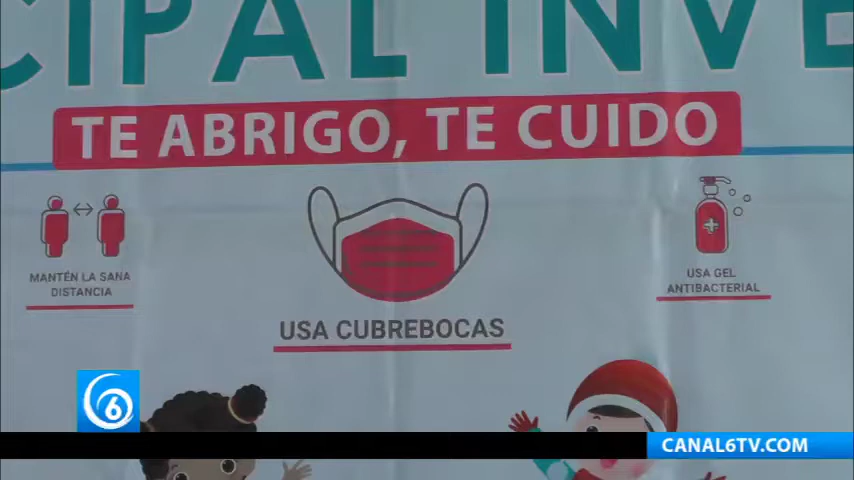 CIPAL INVE
TE ABRIGO, TE CUIDO
MANTÉN LA SANA
DISTANCIA
USA CUBREBOCAS
USA GEL
ANTIBACTERIAL
6
CANAL6TV.COM